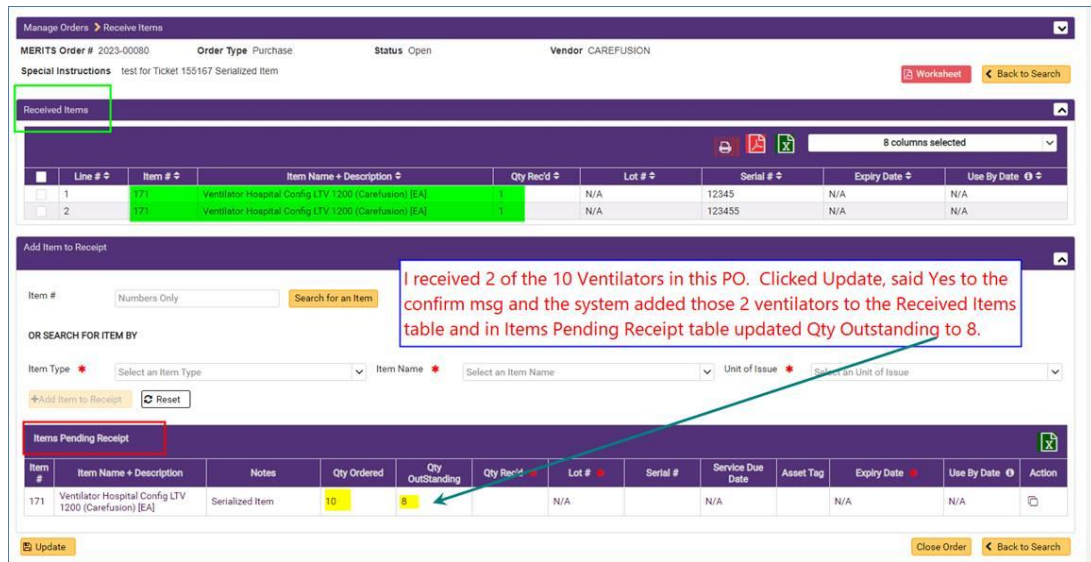 Manage Orders > Receive Items
MERITS Order # 2023-00080 Order Type Purchase Status Open Vendor CAREFUSION
Special Instructions test for Ticket 155167 Serialized Item Worksheet Back to Search
Received Items
8 columns selected
Line # Item # Item Name + Description Qty Rec'd Lot # Serial # Expiry Date Use By Date
1 171 Ventilator Hospital Config LTV 1200 (Carefusion) [EA] 1 N/A 12345 N/A N/A
2 171 Ventilator Hospital Config LTV 1200 (Carefusion) [EA] 1 N/A 123455 N/A N/A
Add Item to Receipt
I received 2 of the 10 Ventilators in this PO. Clicked Update, said Yes to the
confirm msg and the system added those 2 ventilators to the Received Items
table and in Items Pending Receipt table updated Qty Outstanding to 8.
Item # Numbers Only Search for an Item
OR SEARCH FOR ITEM BY
Item Type * Select an Item Type Item Name * Select an Item Name Unit of Issue * Select an Unit of Issue
+Add Item to Receipt Reset
Items Pending Receipt
Item # Item Name + Description Notes Qty Ordered Qty OutStanding Qty Rec'd Lot # Serial # Service Due Date Asset Tag Expiry Date Use By Date Action
171 Ventilator Hospital Config LTV 1200 (Carefusion) [EA] Serialized Item 10 8 N/A N/A N/A N/A
Update Close Order Back to Search